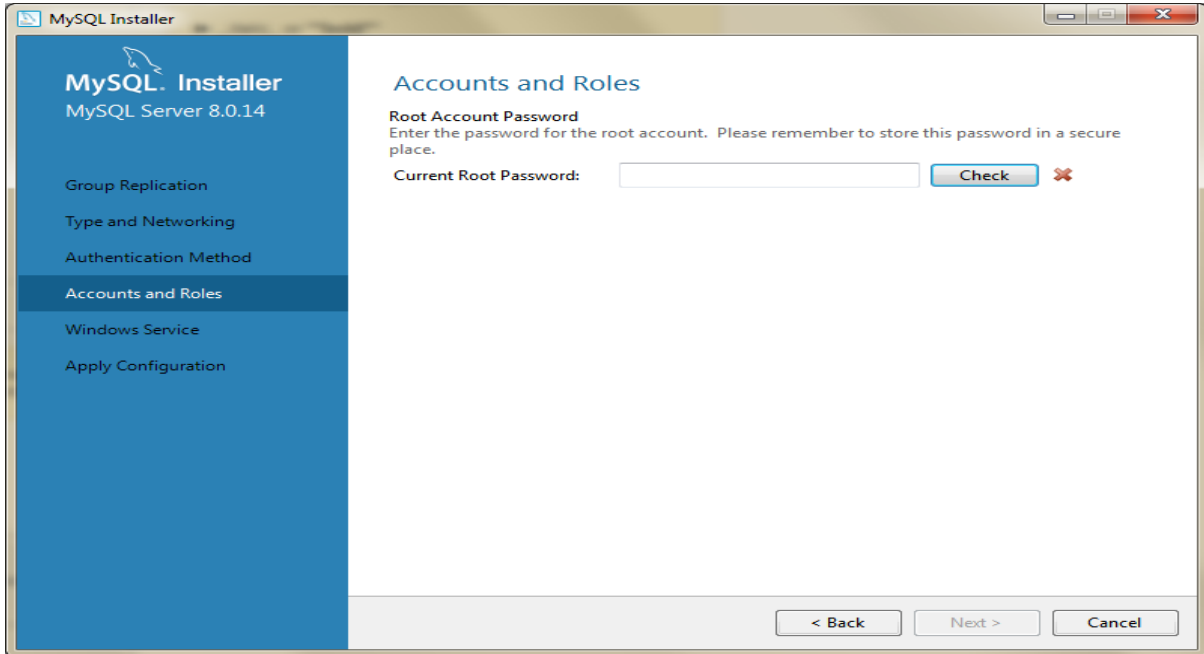 MySQL Installer
MySQL. Installer
MySQL Server 8.0.14
Group Replication
Type and Networking
Authentication Method
Accounts and Roles
Windows Service
Apply Configuration
Accounts and Roles
Root Account Password
Enter the password for the root account. Please remember to store this password in a secure
place.
Current Root Password:
Check
< Back
Next >
Cancel